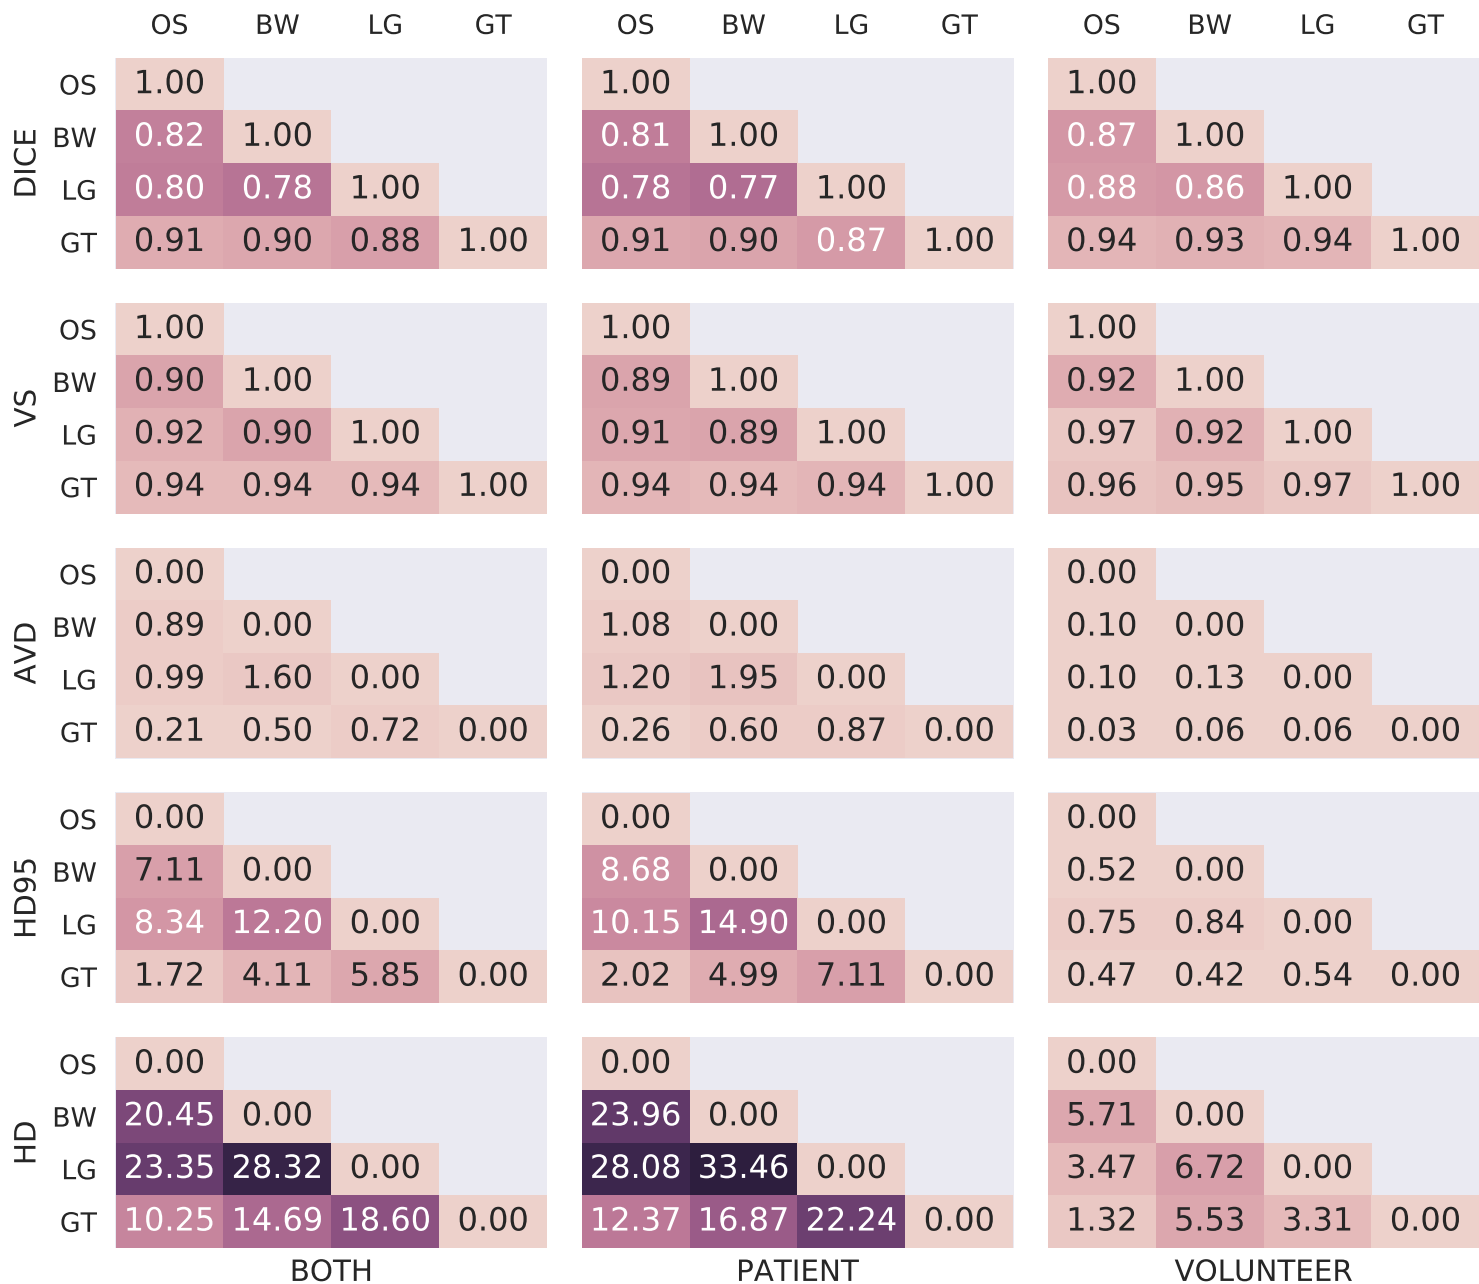 OS BW LG GT OS BW LG GT OS BW LG GT
DICE
OS 1.00 1.00 1.00
BW 0.82 1.00 0.81 1.00 0.87 1.00
LG 0.80 0.78 1.00 0.78 0.77 1.00 0.88 0.86 1.00
GT 0.91 0.90 0.88 1.00 0.91 0.90 0.87 1.00 0.94 0.93 0.94 1.00
VS
OS 1.00 1.00 1.00
BW 0.90 1.00 0.89 1.00 0.92 1.00
LG 0.92 0.90 1.00 0.91 0.89 1.00 0.97 0.92 1.00
GT 0.94 0.94 0.94 1.00 0.94 0.94 0.94 1.00 0.96 0.95 0.97 1.00
AVD
OS 0.00 0.00 0.00
BW 0.89 0.00 1.08 0.00 0.10 0.00
LG 0.99 1.60 0.00 1.20 1.95 0.00 0.10 0.13 0.00
GT 0.21 0.50 0.72 0.00 0.26 0.60 0.87 0.00 0.03 0.06 0.06 0.00
HD95
OS 0.00 0.00 0.00
BW 7.11 0.00 8.68 0.00 0.52 0.00
LG 8.34 12.20 0.00 10.15 14.90 0.00 0.75 0.84 0.00
GT 1.72 4.11 5.85 0.00 2.02 4.99 7.11 0.00 0.47 0.42 0.54 0.00
HD
OS 0.00 0.00 0.00
BW 20.45 0.00 23.96 0.00 5.71 0.00
LG 23.35 28.32 0.00 28.08 33.46 0.00 3.47 6.72 0.00
GT 10.25 14.69 18.60 0.00 12.37 16.87 22.24 0.00 1.32 5.53 3.31 0.00
BOTH PATIENT VOLUNTEER